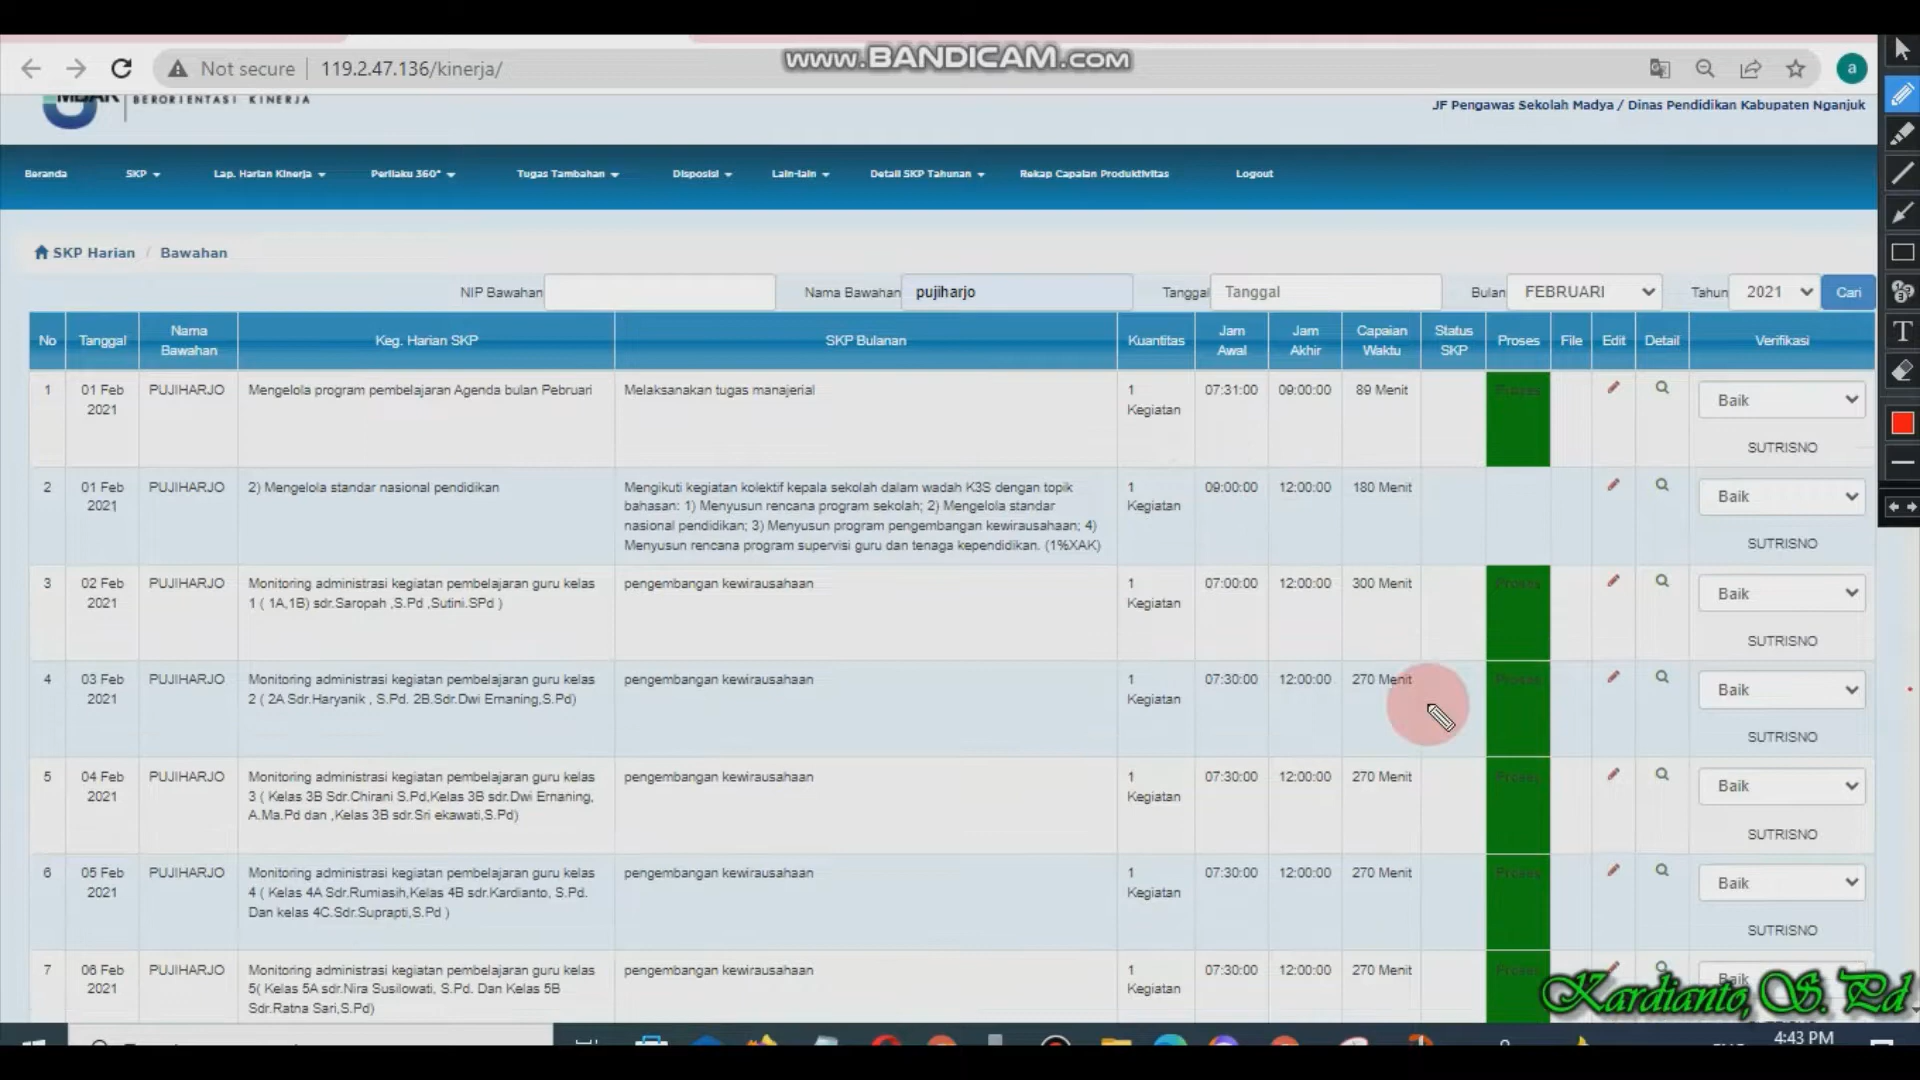 www.BANDICAM.com
Not secure 119.2.47.136/kinerja/ a
BERORIENTASI KINERJA
JF Pengawas Sekolah Madya / Dinas Pendidikan Kabupaten Nganjuk
Beranda SKP Lap. Harian Kinerja Perilaku 360° Tugas Tambahan Disposisi Lain-lain Detail SKP Tahunan Rekap Capaian Produktivitas Logout
SKP Harian / Bawahan
NIP Bawahan Nama Bawahan pujiharjo Tanggal Tanggal Bulan FEBRUARI Tahun 2021 Cari
No Tanggal Nama Bawahan Keg. Harian SKP SKP Bulanan Kuantitas Jam Awal Jam Akhir Capaian Waktu Status SKP Proses File Edit Detail Verifikasi
1 01 Feb 2021 PUJIHARJO Mengelola program pembelajaran Agenda bulan Pebruari Melaksanakan tugas manajerial 1 Kegiatan 07:31:00 09:00:00 89 Menit Proses Baik
SUTRISNO
2 01 Feb 2021 PUJIHARJO 2) Mengelola standar nasional pendidikan Mengikuti kegiatan kolektif kepala sekolah dalam wadah K3S dengan topik
bahasan: 1) Menyusun rencana program sekolah; 2) Mengelola standar
nasional pendidikan; 3) Menyusun program pengembangan kewirausahaan; 4)
Menyusun rencana program supervisi guru dan tenaga kependidikan. (1%XAK)
1 Kegiatan 09:00:00 12:00:00 180 Menit Baik
SUTRISNO
3 02 Feb 2021 PUJIHARJO Monitoring administrasi kegiatan pembelajaran guru kelas
1 ( 1A,1B) sdr.Saropah ,S.Pd ,Sutini.SPd )
pengembangan kewirausahaan 1 Kegiatan 07:00:00 12:00:00 300 Menit Proses Baik
SUTRISNO
4 03 Feb 2021 PUJIHARJO Monitoring administrasi kegiatan pembelajaran guru kelas
2 ( 2A Sdr.Haryanik , S.Pd. 2B.Sdr.Dwi Ernaning,S.Pd)
pengembangan kewirausahaan 1 Kegiatan 07:30:00 12:00:00 270 Menit Proses Baik
SUTRISNO
5 04 Feb 2021 PUJIHARJO Monitoring administrasi kegiatan pembelajaran guru kelas
3 ( Kelas 3B Sdr.Chirani S.Pd,Kelas 3B sdr.Dwi Ernaning,
A.Ma.Pd dan ,Kelas 3B sdr.Sri ekawati,S.Pd)
pengembangan kewirausahaan 1 Kegiatan 07:30:00 12:00:00 270 Menit Proses Baik
SUTRISNO
6 05 Feb 2021 PUJIHARJO Monitoring administrasi kegiatan pembelajaran guru kelas
4 ( Kelas 4A Sdr.Rumiasih,Kelas 4B sdr.Kardianto, S.Pd.
Dan kelas 4C.Sdr.Suprapti,S.Pd )
pengembangan kewirausahaan 1 Kegiatan 07:30:00 12:00:00 270 Menit Proses Baik
SUTRISNO
7 06 Feb 2021 PUJIHARJO Monitoring administrasi kegiatan pembelajaran guru kelas
5( Kelas 5A sdr.Nira Susilowati, S.Pd. Dan Kelas 5B
Sdr.Ratna Sari,S.Pd)
pengembangan kewirausahaan 1 Kegiatan 07:30:00 12:00:00 270 Menit Proses Baik
Kardianto, S. Pd
4:43 PM